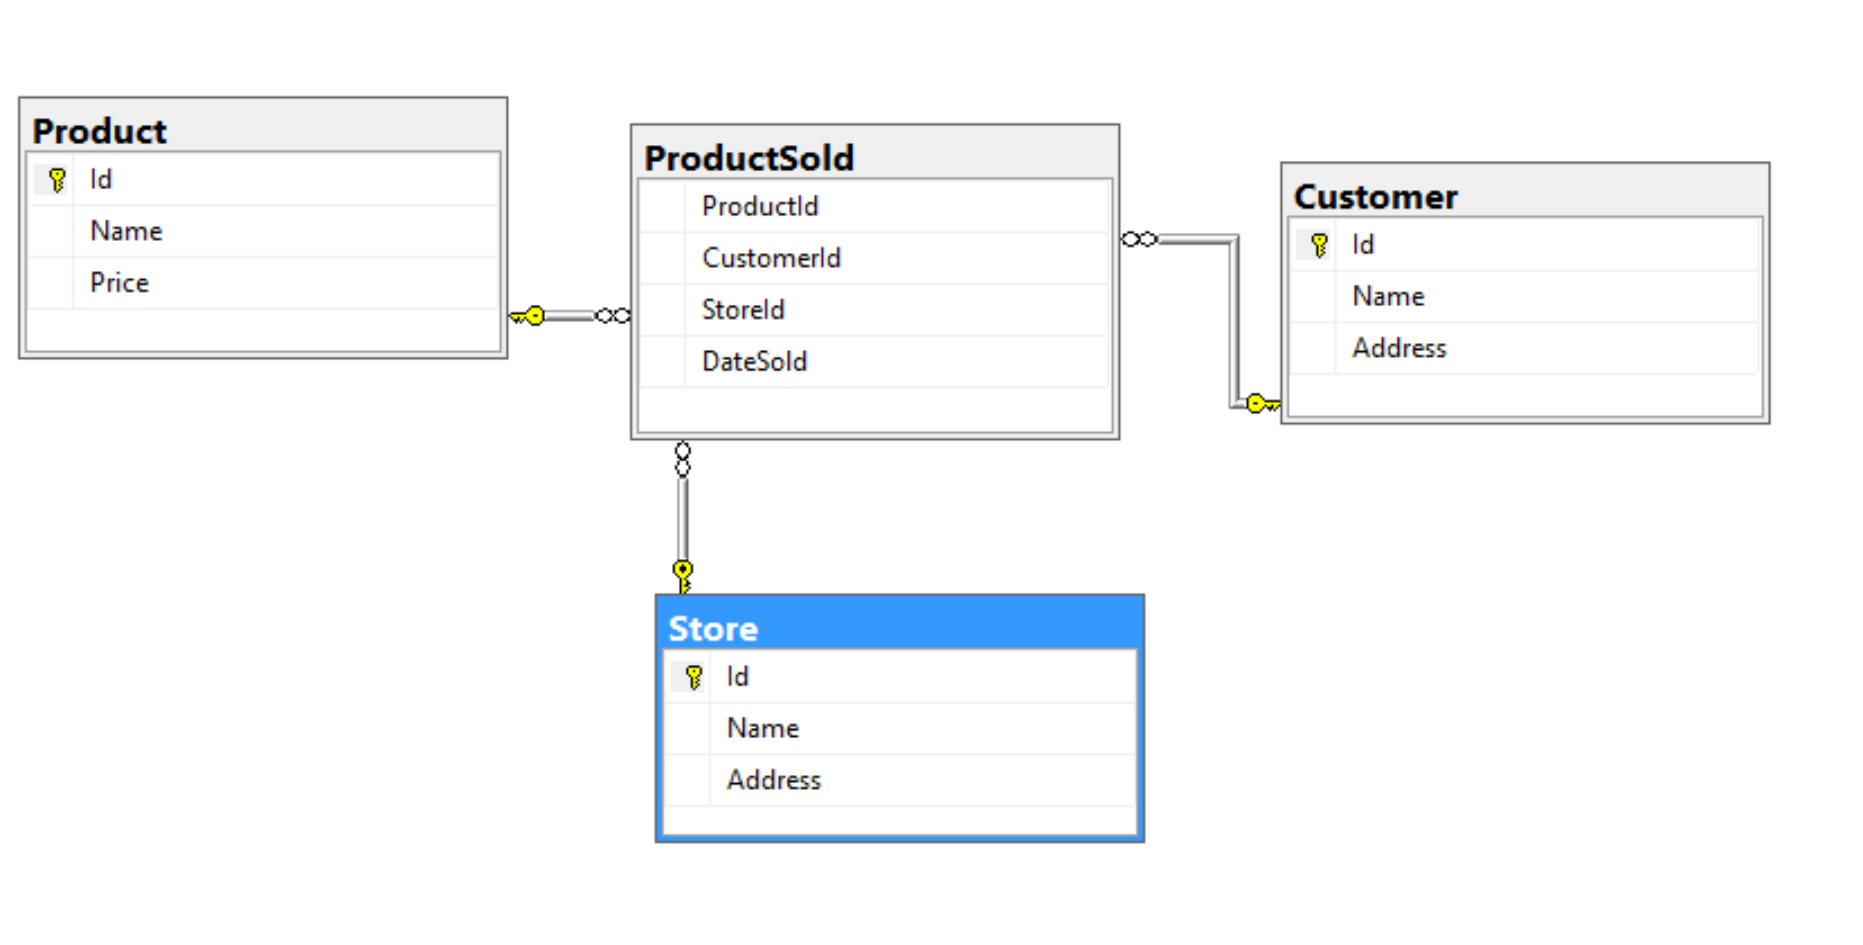 Product
Id
Name
Price
ProductSold
ProductId
CustomerId
StoreId
DateSold
Customer
Id
Name
Address
Store
Id
Name
Address